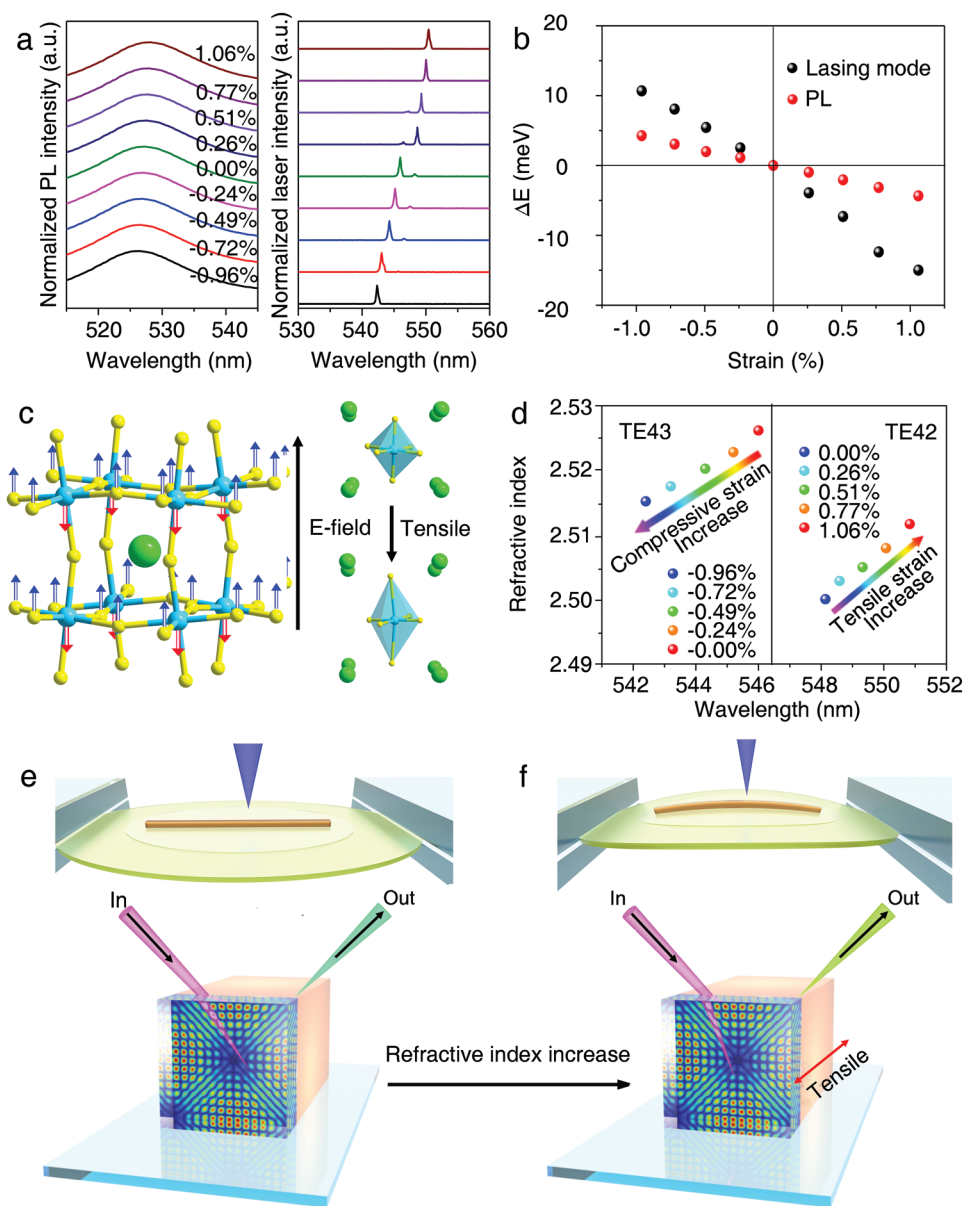 a
Normalized PL intensity (a.u.)
1.06%
0.77%
0.51%
0.26%
0.00%
-0.24%
-0.49%
-0.72%
-0.96%
520 530 540
Wavelength (nm)
Normalized laser intensity (a.u.)
530 540 550 560
Wavelength (nm)
b
ΔE (meV)
20
10
0
-10
-20
Lasing mode
PL
-1.0 -0.5 0 0.5 1.0
Strain (%)
c
E-field
Tensile
d
Refractive index
2.53
2.52
2.51
2.50
2.49
TE43
TE42
Compressive strain
Increase
-0.96%
-0.72%
-0.49%
-0.24%
-0.00%
0.00%
0.26%
0.51%
0.77%
1.06%
Tensile strain
Increase
542 544 546 548 550 552
Wavelength (nm)
e
In
Out
Refractive index increase
f
In
Out
Tensile